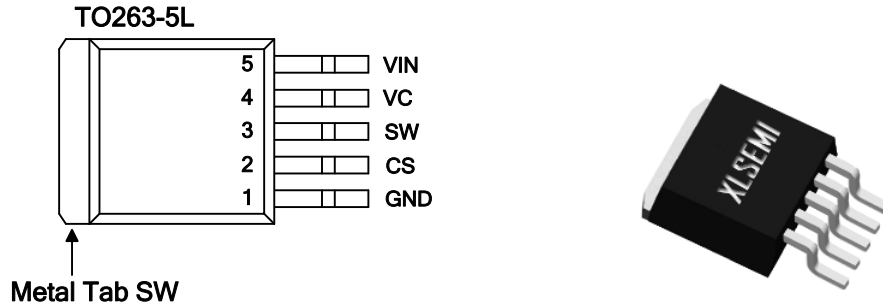 TO263-5L
5 VIN
4 VC
3 SW
2 CS
1 GND
Metal Tab SW
XLSEMI